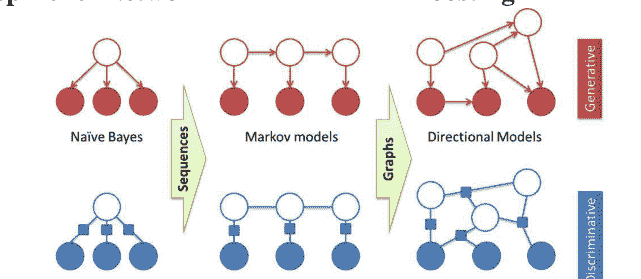 Generative
Naïve Bayes
Markov models
Directional Models
Sequences
Graphs
Discriminative